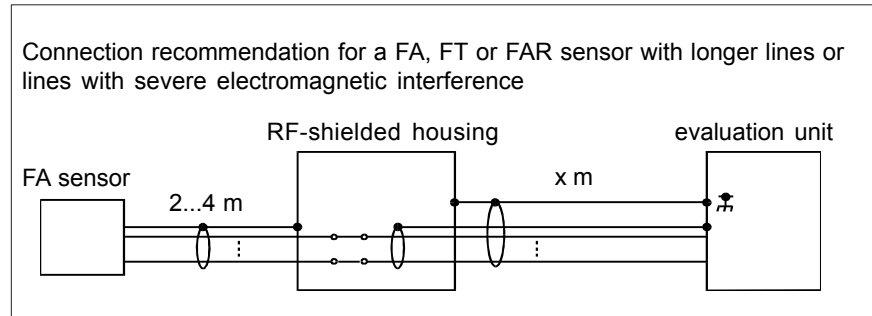 Connection recommendation for a FA, FT or FAR sensor with longer lines or
lines with severe electromagnetic interference
RF-shielded housing
evaluation unit
FA sensor
2...4 m
x m